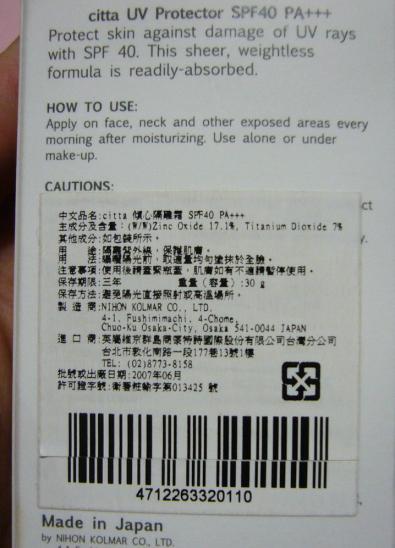 citta UV Protector SPF40 PA+++
Protect skin against damage of UV rays
with SPF 40. This sheer, weightless
formula is readily-absorbed.
HOW TO USE:
Apply on face, neck and other exposed areas every
morning after moisturizing. Use alone or under
make-up.
CAUTIONS:
ct
y.
中文品名:citta 傾心隔離霜 SPF40 PA+++
主成分及含量:(W/W)Zinc Oxide 17.1%, Titanium Dioxide 7%
其他成分:如包裝所示。
用 途:隔離紫外線，保護肌膚。
用 法:曝曬陽光前，取適量均勻塗抹於全臉。
注意事項:使用後請蓋緊瓶蓋，肌膚如有不適請暫停使用。
保存期限:三年 重量（容量）:30 g
保存方法:避免陽光直接照射或高溫場所。
製 造 商:NIHON KOLMAR CO., LTD.
4-1. Fushimimachi, 4-Chome,
Chuo-Ku Osaka-City, Osaka 541-0044 JAPAN
進 口 商:英屬維京群島商豪特詩國際股份有限公司台灣分公司
台北市敦化南路一段177巷13號1樓
TEL: (02)8773-8158
批號或出廠日期:2007年06月
許可證字號:衛署粧輸字第013425 號
4712263320110
Made in Japan
by NIHON KOLMAR CO., LTD.